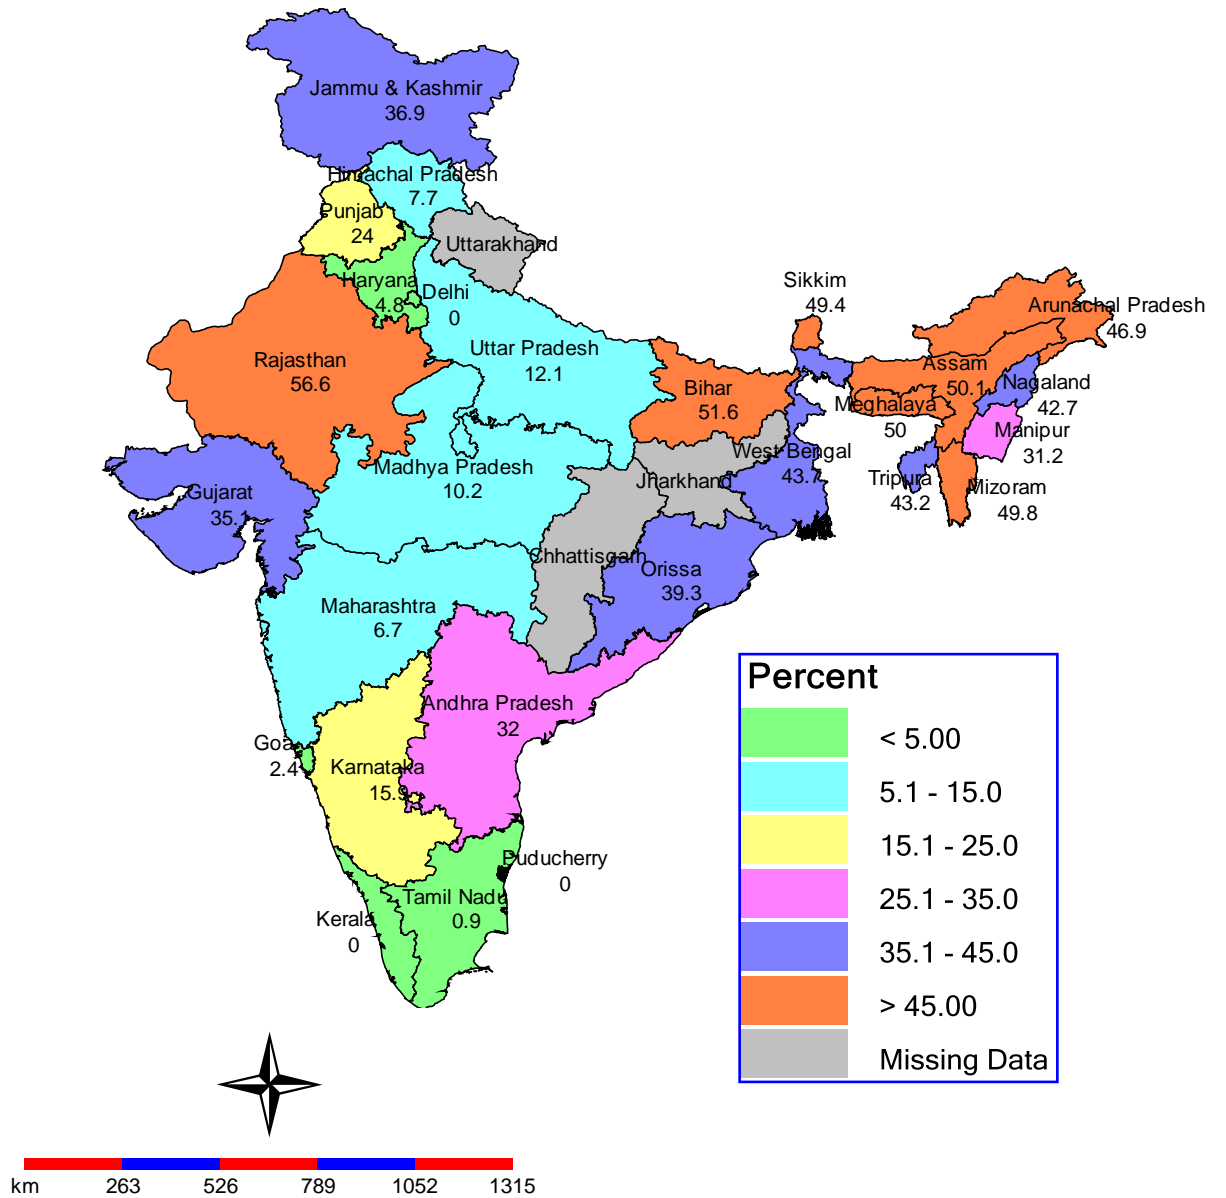 Jammu & Kashmir
36.9
Himachal Pradesh
7.7
Punjab
24
Uttarakhand
Haryana
4.8
Delhi
0
Sikkim
49.4
Arunachal Pradesh
46.9
Rajasthan
56.6
Uttar Pradesh
12.1
Bihar
51.6
Assam
50.1
Nagaland
42.7
Meghalaya
50
Manipur
31.2
West Bengal
43.7
Tripura
43.2
Mizoram
49.8
Madhya Pradesh
10.2
Jharkhand
Gujarat
35.1
Chhattisgarh
Orissa
39.3
Maharashtra
6.7
Andhra Pradesh
32
Goa
2.4
Karnataka
15.9
Puducherry
0
Tamil Nadu
0.9
Kerala
0
Percent
< 5.00
5.1 - 15.0
15.1 - 25.0
25.1 - 35.0
35.1 - 45.0
> 45.00
Missing Data
km 263 526 789 1052 1315